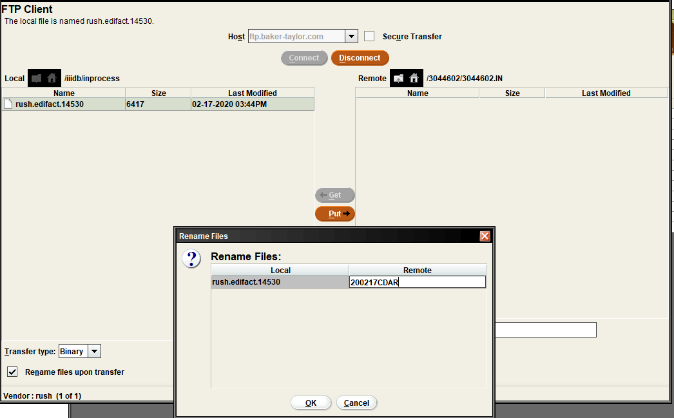 FTP Client
The local file is named rush.edifact.14530.
Host ftp.baker-taylor.com Secure Transfer
Connect Disconnect
Local /iiidb/inprocess Remote /3044602/3044602.IN
Name Size Last Modified Name Size Last Modified
rush.edifact.14530 6417 02-17-2020 03:44PM
Get
Put
Rename Files
? Rename Files:
Local Remote
rush.edifact.14530 200217CDAR
Transfer type: Binary
Rename files upon transfer
OK Cancel
Vendor : rush (1 of 1)